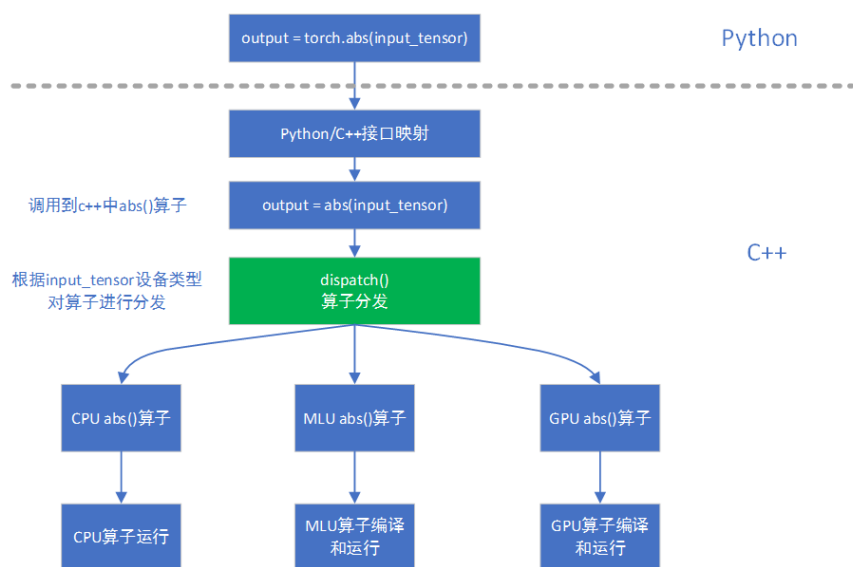 output = torch.abs(input_tensor)
Python
Python/C++接口映射
调用到c++中abs()算子
output = abs(input_tensor)
C++
根据input_tensor设备类型
对算子进行分发
dispatch()
算子分发
CPU abs()算子
MLU abs()算子
GPU abs()算子
CPU算子运行
MLU算子编译
和运行
GPU算子编译
和运行